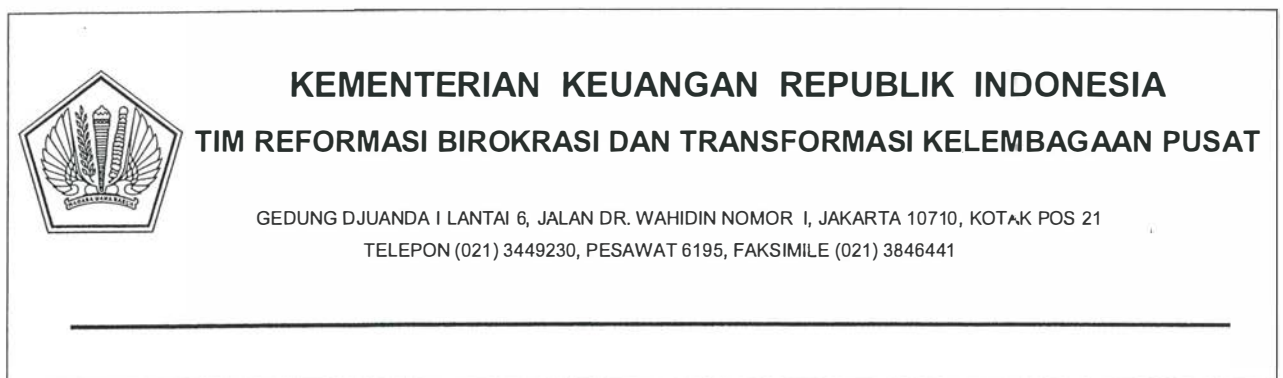 KEMENTERIAN KEUANGAN REPUBLIK INDONESIA
TIM REFORMASI BIROKRASI DAN TRANSFORMASI KELEMBAGAAN PUSAT
GEDUNG DJUANDA I LANTAI 6, JALAN DR. WAHIDIN NOMOR I, JAKARTA 10710, KOTAK POS 21
TELEPON (021) 3449230, PESAWAT 6195, FAKSIMILE (021) 3846441